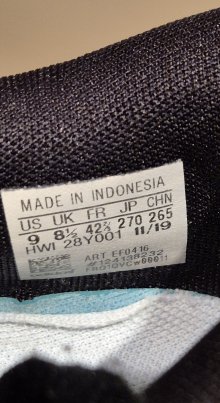 MADE IN INDONESIA
US UK FR JP CHN
9 8½ 42⅔ 270 265
HWI 28Y001 11/19
ART EF0416
#124138232